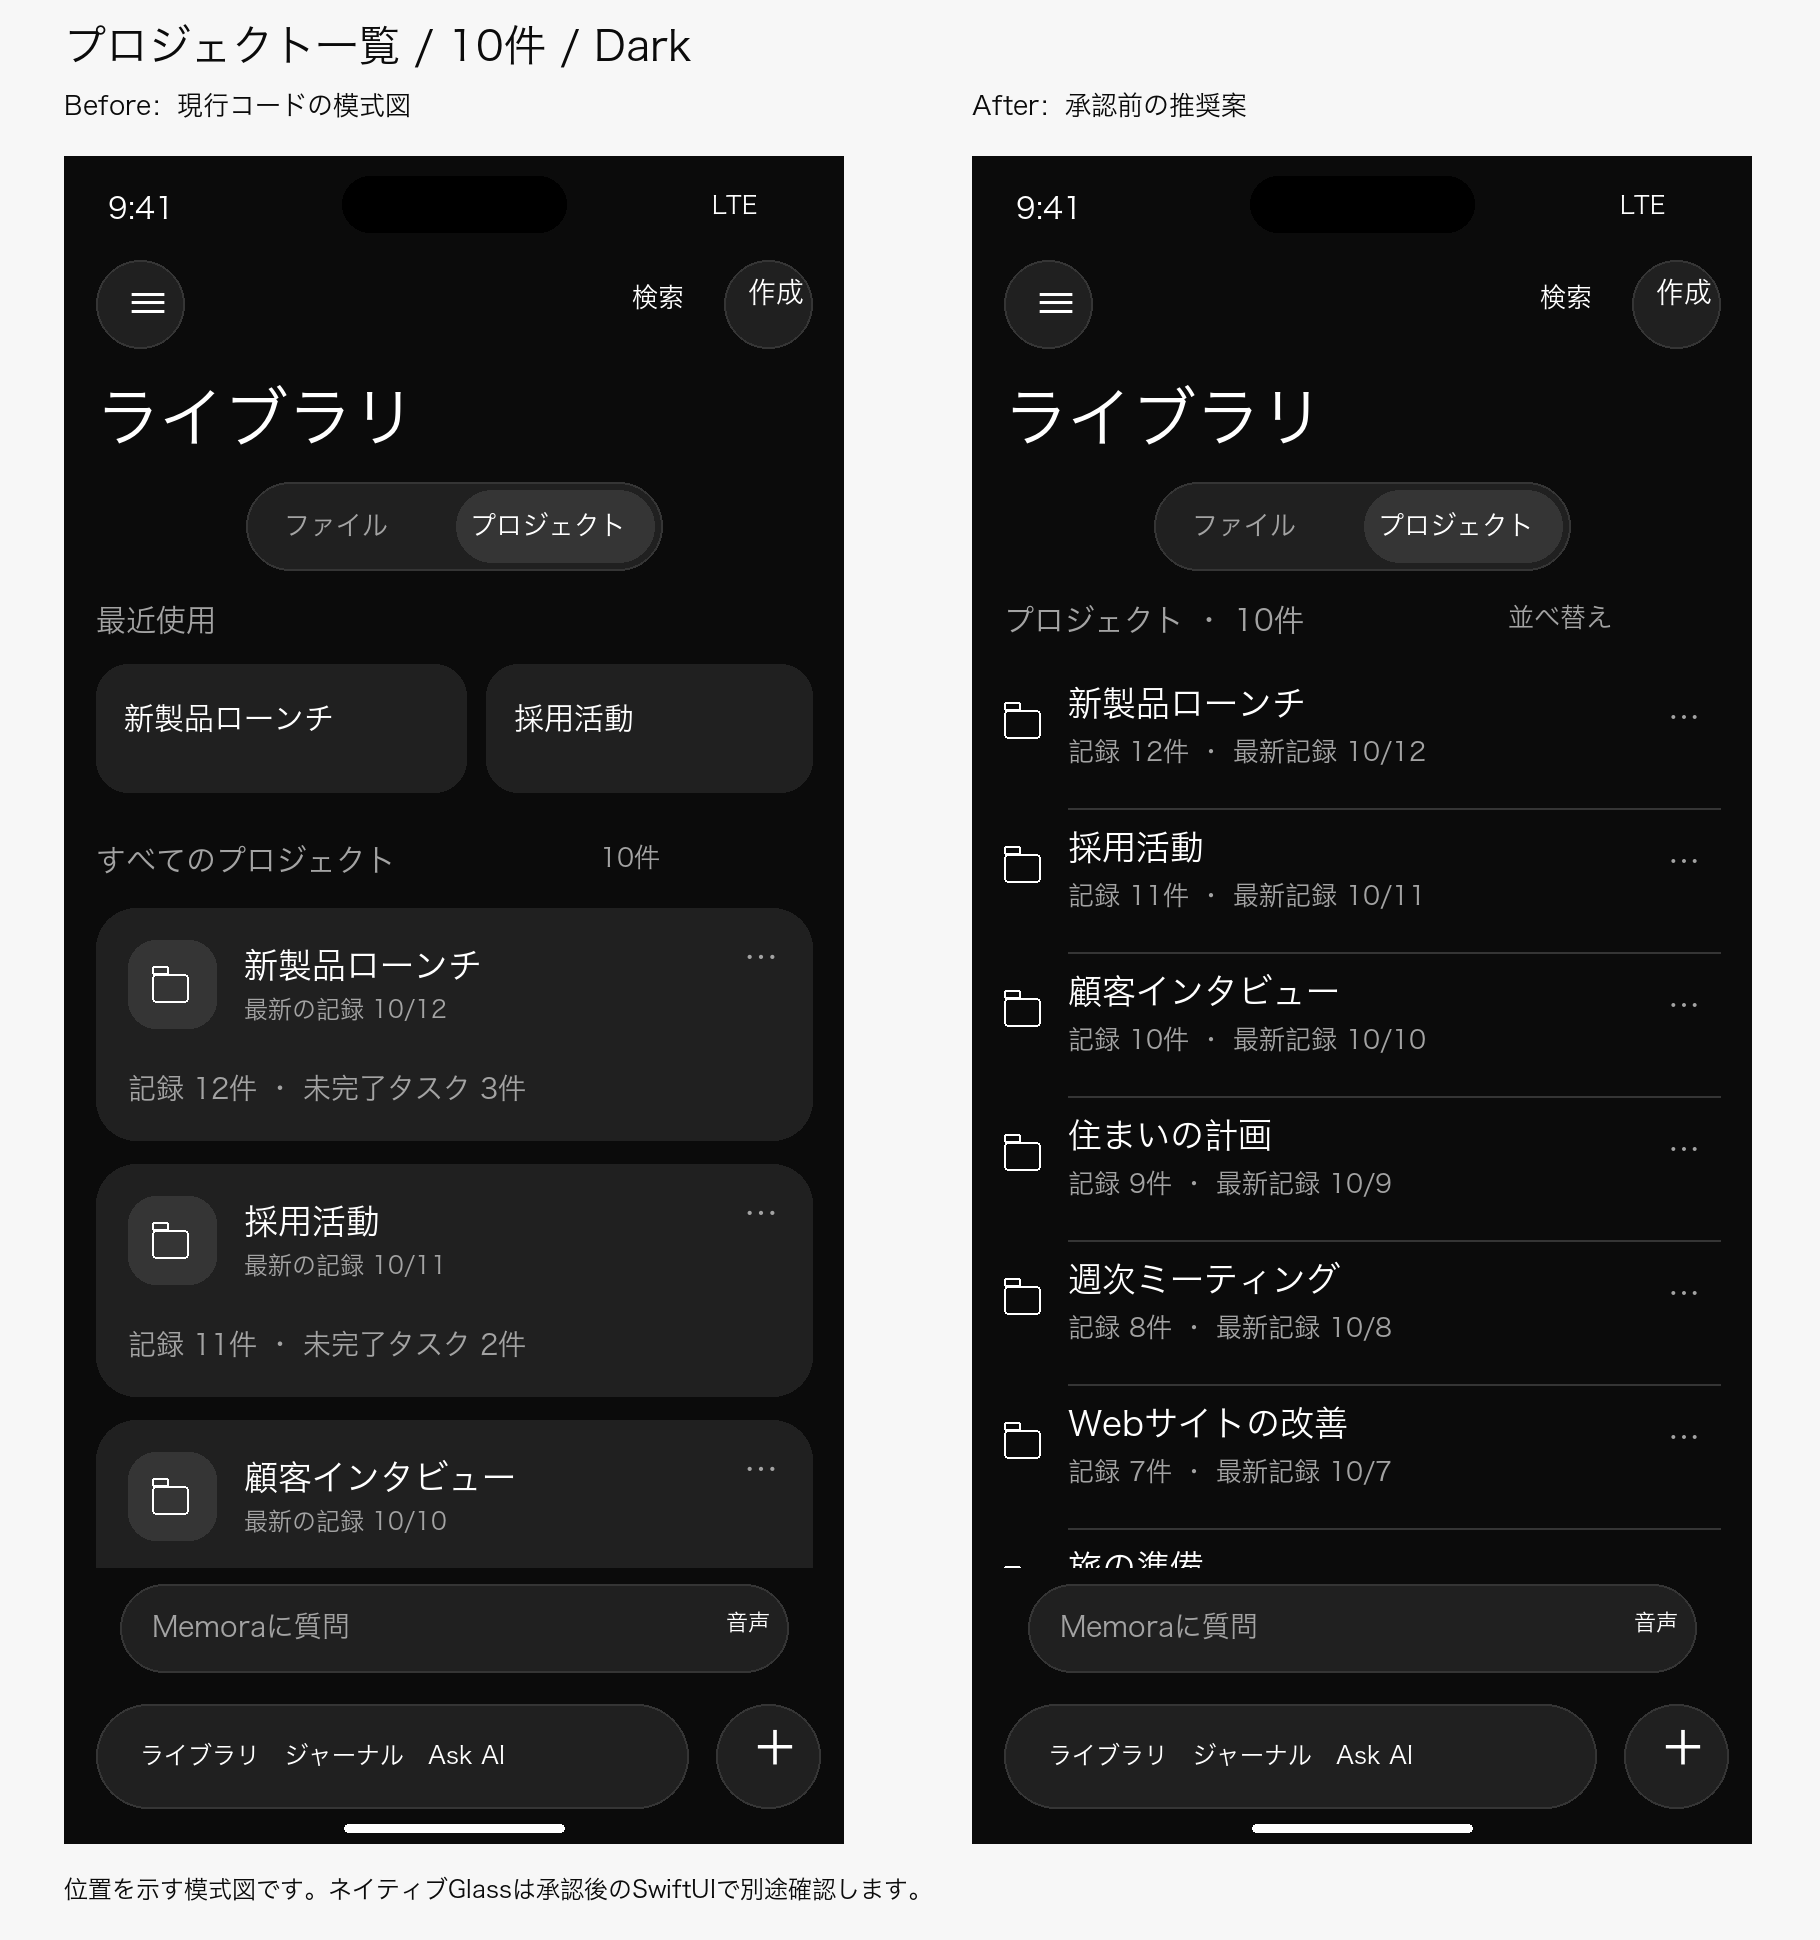 プロジェクト一覧 / 10件 / Dark
Before: 現行コードの模式図
9:41
LTE
検索
作成
ライブラリ
ファイル
プロジェクト
最近使用
新製品ローンチ
採用活動
すべてのプロジェクト
10件
新製品ローンチ
…
最新の記録 10/12
記録 12件 ・ 未完了タスク 3件
採用活動
…
最新の記録 10/11
記録 11件 ・ 未完了タスク 2件
顧客インタビュー
…
最新の記録 10/10
Memoraに質問
音声
ライブラリ ジャーナル Ask AI
+
After: 承認前の推奨案
9:41
LTE
検索
作成
ライブラリ
ファイル
プロジェクト
プロジェクト ・ 10件
並べ替え
新製品ローンチ
…
記録 12件 ・ 最新記録 10/12
採用活動
…
記録 11件 ・ 最新記録 10/11
顧客インタビュー
…
記録 10件 ・ 最新記録 10/10
住まいの計画
…
記録 9件 ・ 最新記録 10/9
週次ミーティング
…
記録 8件 ・ 最新記録 10/8
Webサイトの改善
…
記録 7件 ・ 最新記録 10/7
旅の準備
Memoraに質問
音声
ライブラリ ジャーナル Ask AI
+
位置を示す模式図です。ネイティブGlassは承認後のSwiftUIで別途確認します。